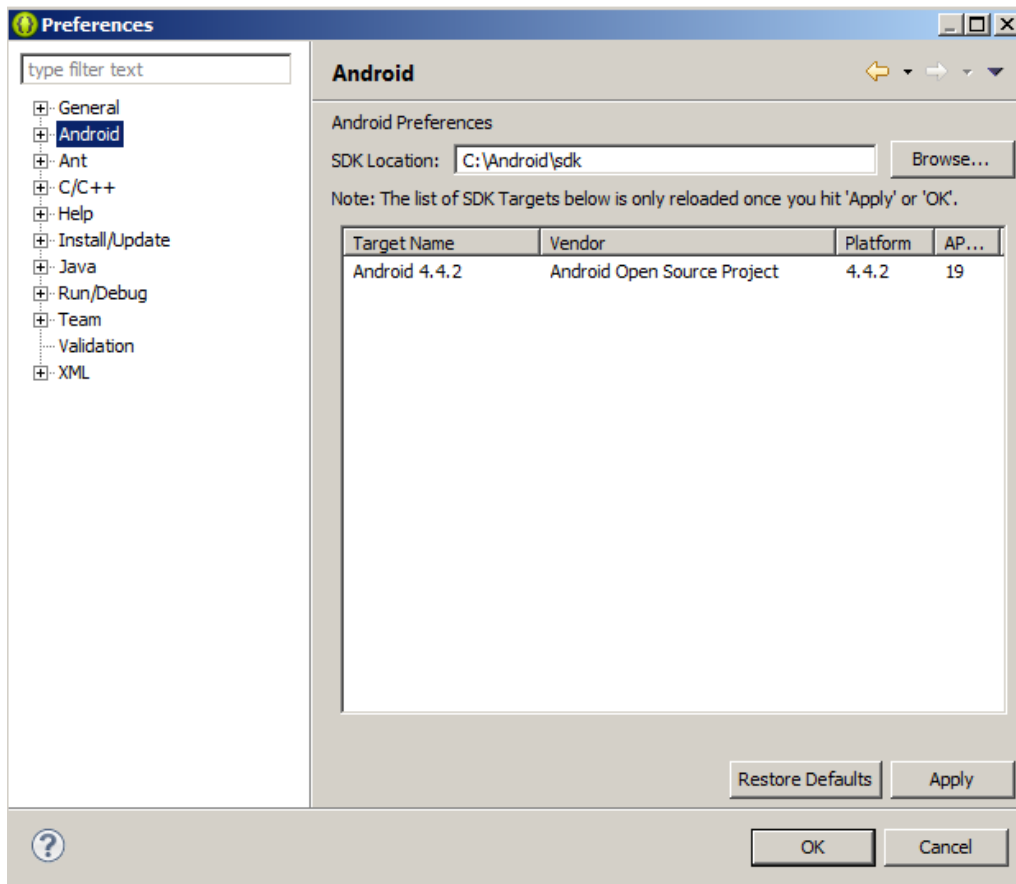 Preferences
type filter text
General
Android
Ant
C/C++
Help
Install/Update
Java
Run/Debug
Team
Validation
XML
Android
Android Preferences
SDK Location: C:\Android\sdk Browse...
Note: The list of SDK Targets below is only reloaded once you hit 'Apply' or 'OK'.
Target Name Vendor Platform AP...
Android 4.4.2 Android Open Source Project 4.4.2 19
Restore Defaults Apply
? OK Cancel